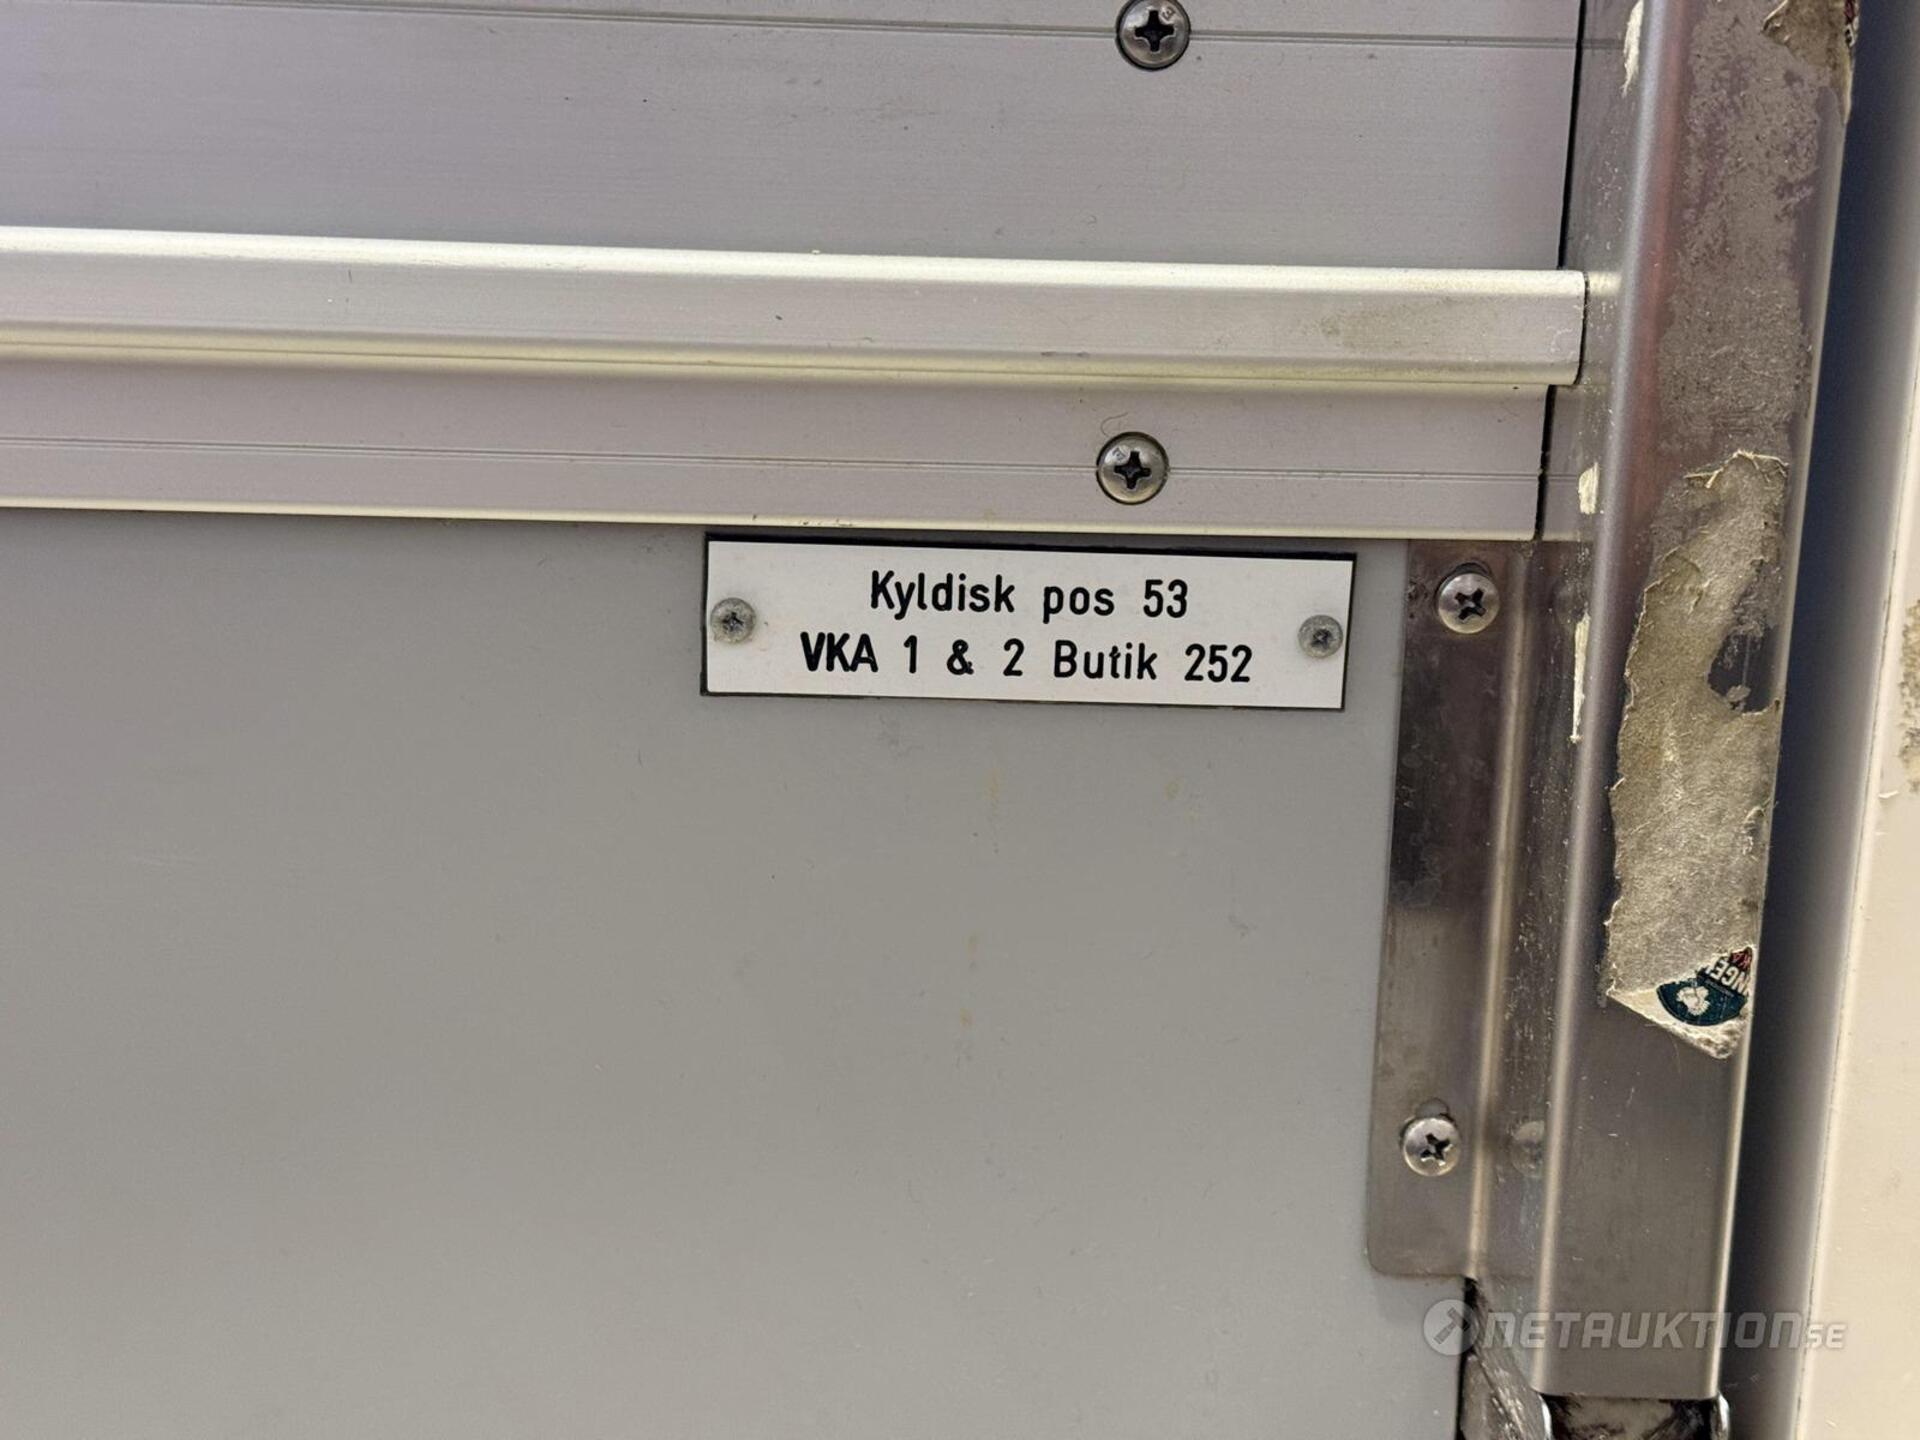 Kyldisk pos 53
VKA 1 & 2 Butik 252
NETAUKTION.SE